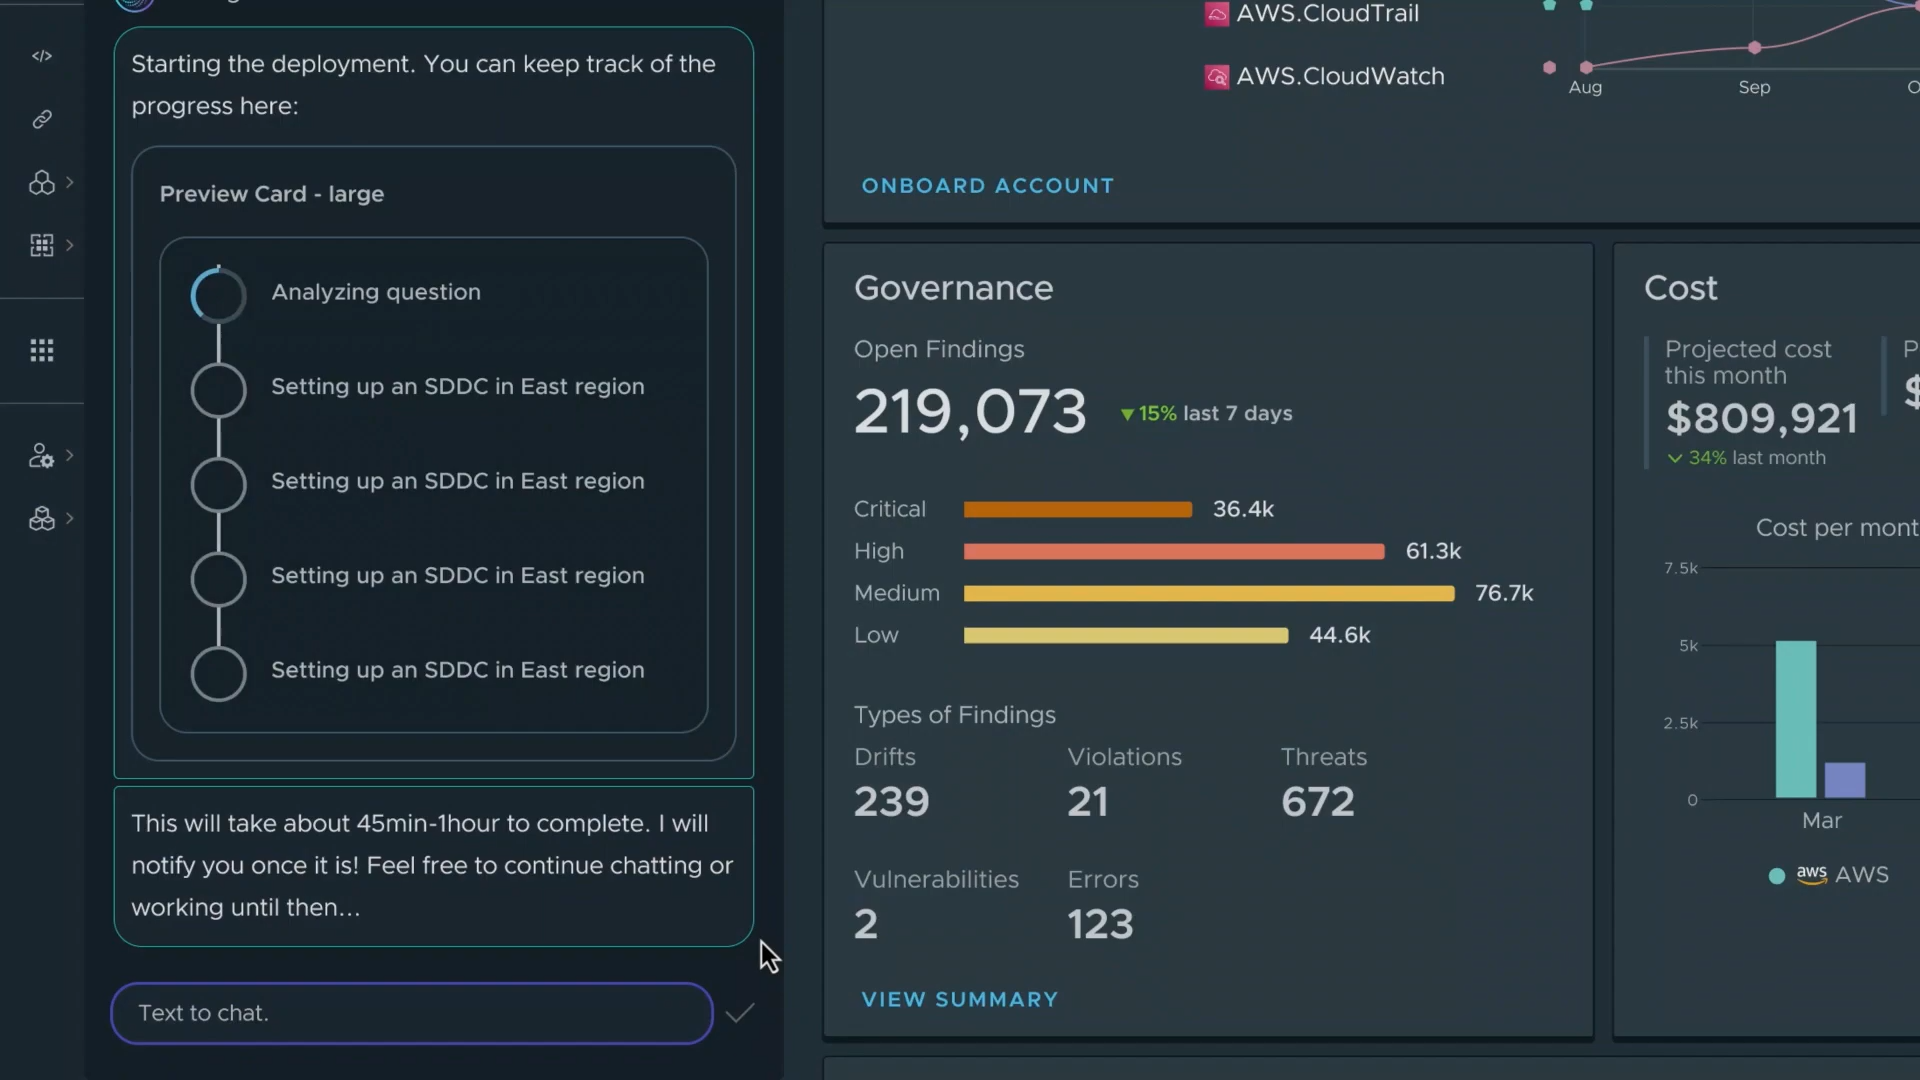 Starting the deployment. You can keep track of the
progress here:
Preview Card - large
Analyzing question
Setting up an SDDC in East region
Setting up an SDDC in East region
Setting up an SDDC in East region
Setting up an SDDC in East region
This will take about 45min-1hour to complete. I will
notify you once it is! Feel free to continue chatting or
working until then...
Text to chat.
AWS.CloudTrail
AWS.CloudWatch
Aug
Sep
ONBOARD ACCOUNT
Governance
Open Findings
219,073
▼15% last 7 days
Critical 36.4k
High 61.3k
Medium 76.7k
Low 44.6k
Types of Findings
Drifts Violations Threats
239 21 672
Vulnerabilities Errors
2 123
VIEW SUMMARY
Cost
Projected cost
this month
$809,921
34% last month
Cost per
7.5k
5k
2.5k
0
Mar
aws AWS